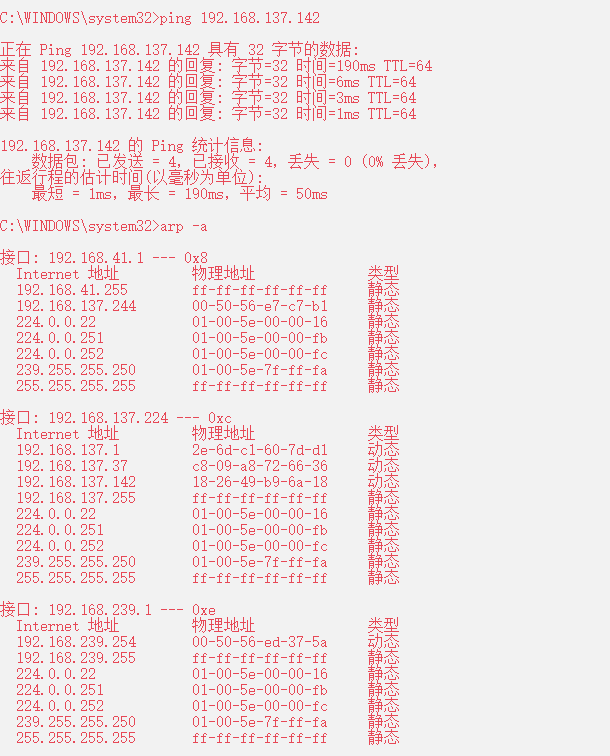 C:\WINDOWS\system32>ping 192.168.137.142
正在 Ping 192.168.137.142 具有 32 字节的数据:
来自 192.168.137.142 的回复: 字节=32 时间=190ms TTL=64
来自 192.168.137.142 的回复: 字节=32 时间=6ms TTL=64
来自 192.168.137.142 的回复: 字节=32 时间=3ms TTL=64
来自 192.168.137.142 的回复: 字节=32 时间=1ms TTL=64
192.168.137.142 的 Ping 统计信息:
数据包: 已发送 = 4, 已接收 = 4, 丢失 = 0 (0% 丢失),
往返行程的估计时间(以毫秒为单位):
最短 = 1ms, 最长 = 190ms, 平均 = 50ms
C:\WINDOWS\system32>arp -a
接口: 192.168.41.1 --- 0x8
Internet 地址 物理地址 类型
192.168.41.255 ff-ff-ff-ff-ff-ff 静态
192.168.137.244 00-50-56-e7-c7-b1 静态
224.0.0.22 01-00-5e-00-00-16 静态
224.0.0.251 01-00-5e-00-00-fb 静态
224.0.0.252 01-00-5e-00-00-fc 静态
239.255.255.250 01-00-5e-7f-ff-fa 静态
255.255.255.255 ff-ff-ff-ff-ff-ff 静态
接口: 192.168.137.224 --- 0xc
Internet 地址 物理地址 类型
192.168.137.1 2e-6d-c1-60-7d-d1 动态
192.168.137.37 c8-09-a8-72-66-36 动态
192.168.137.142 18-26-49-b9-6a-18 动态
192.168.137.255 ff-ff-ff-ff-ff-ff 静态
224.0.0.22 01-00-5e-00-00-16 静态
224.0.0.251 01-00-5e-00-00-fb 静态
224.0.0.252 01-00-5e-00-00-fc 静态
239.255.255.250 01-00-5e-7f-ff-fa 静态
255.255.255.255 ff-ff-ff-ff-ff-ff 静态
接口: 192.168.239.1 --- 0xe
Internet 地址 物理地址 类型
192.168.239.254 00-50-56-ed-37-5a 动态
192.168.239.255 ff-ff-ff-ff-ff-ff 静态
224.0.0.22 01-00-5e-00-00-16 静态
224.0.0.251 01-00-5e-00-00-fb 静态
224.0.0.252 01-00-5e-00-00-fc 静态
239.255.255.250 01-00-5e-7f-ff-fa 静态
255.255.255.255 ff-ff-ff-ff-ff-ff 静态